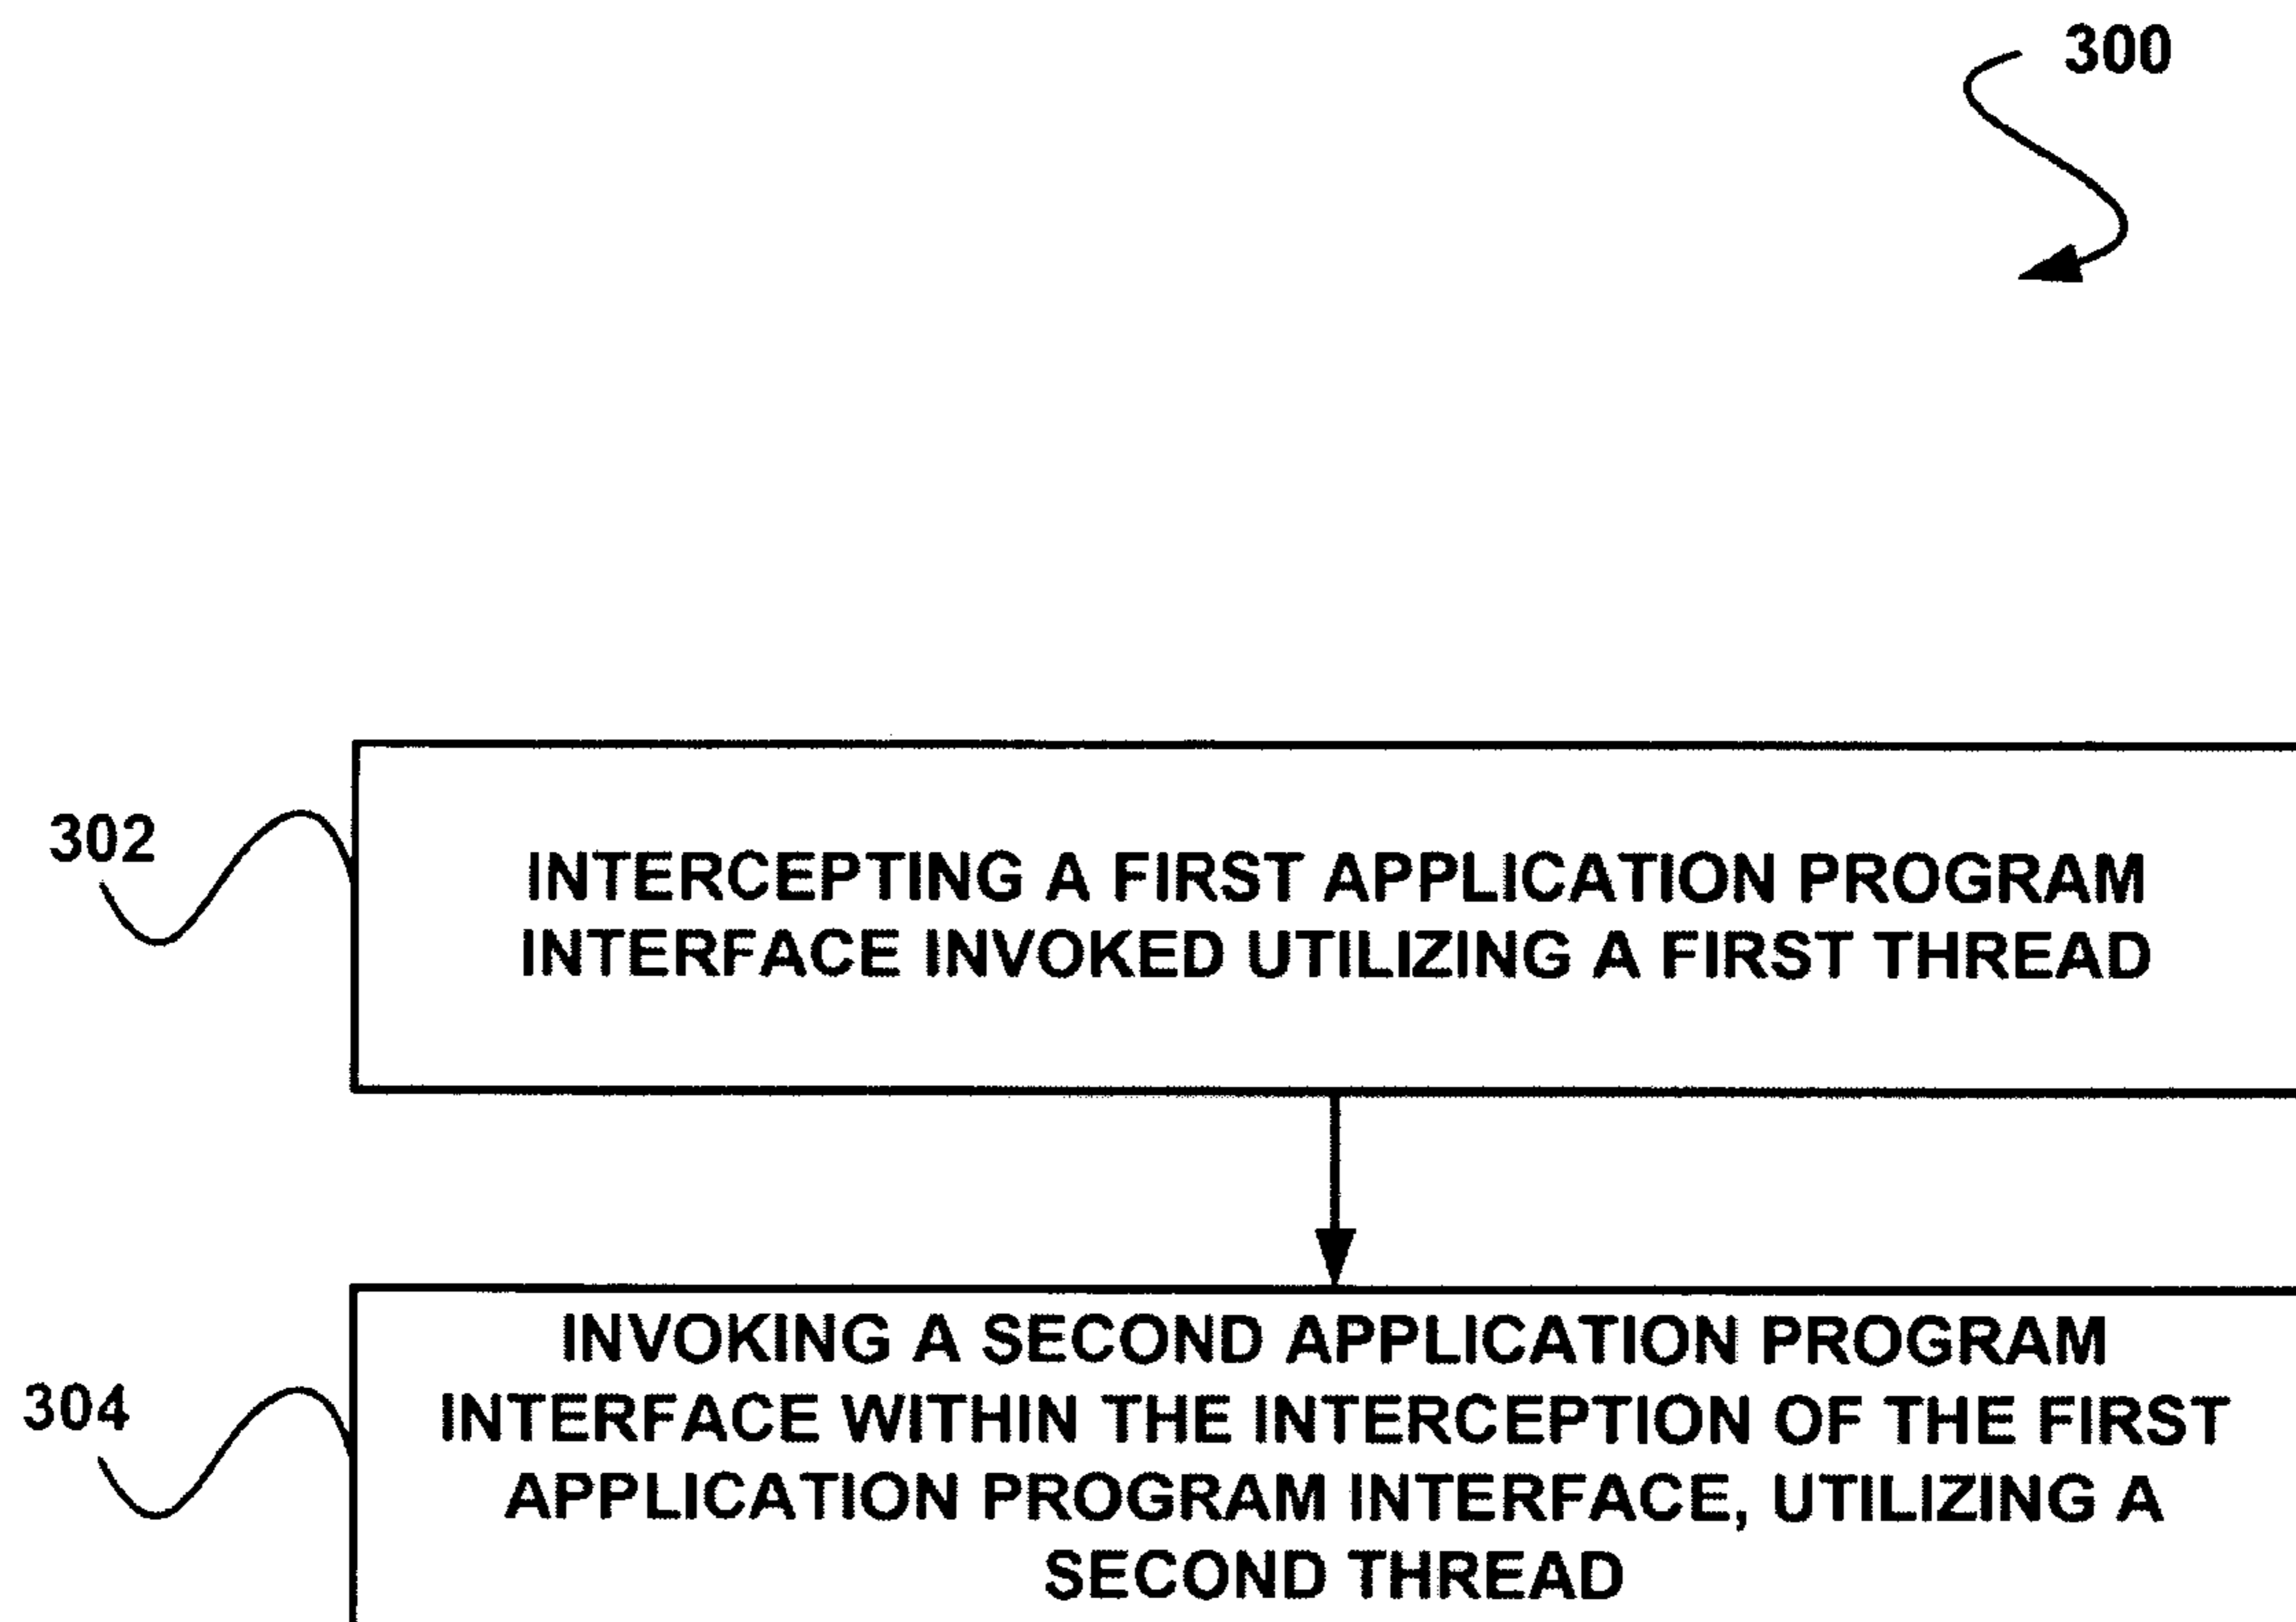 300
302
INTERCEPTING A FIRST APPLICATION PROGRAM
INTERFACE INVOKED UTILIZING A FIRST THREAD
304
INVOKING A SECOND APPLICATION PROGRAM
INTERFACE WITHIN THE INTERCEPTION OF THE FIRST
APPLICATION PROGRAM INTERFACE, UTILIZING A
SECOND THREAD